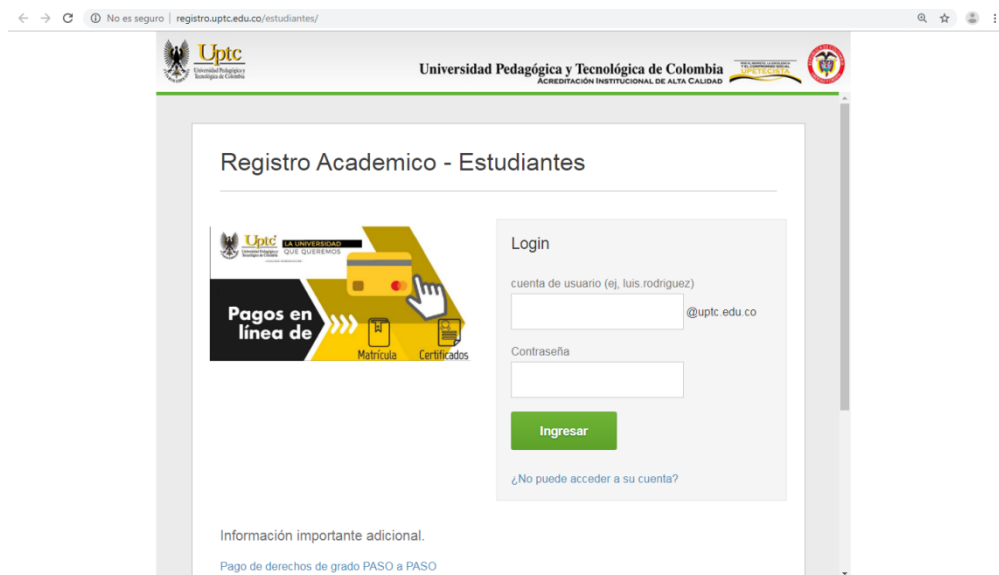 No es seguro | registro.uptc.edu.co/estudiantes/
Uptc
Universidad Pedagógica y
Tecnológica de Colombia
Universidad Pedagógica y Tecnológica de Colombia
ACREDITACIÓN INSTITUCIONAL DE ALTA CALIDAD
UPETECISTA
Registro Academico - Estudiantes
Uptc
LA UNIVERSIDAD
QUE QUEREMOS
Pagos en
línea de
Matrícula
Certificados
Login
cuenta de usuario (ej, luis.rodriguez)
@uptc.edu.co
Contraseña
Ingresar
¿No puede acceder a su cuenta?
Información importante adicional.
Pago de derechos de grado PASO a PASO